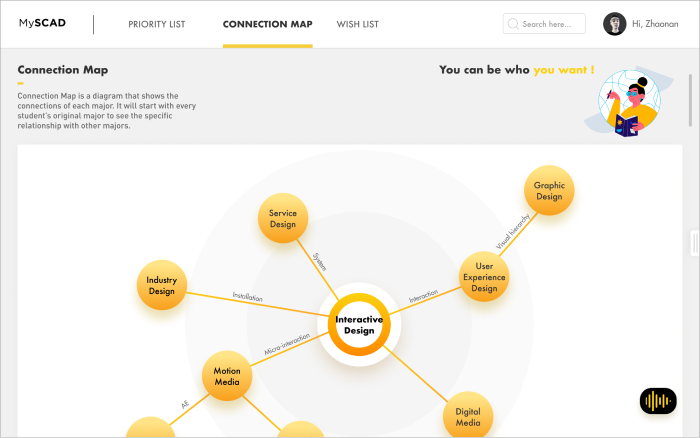 MySCAD
PRIORITY LIST
CONNECTION MAP
WISH LIST
Search here...
Hi, Zhaonan
Connection Map
You can be who you want !
Connection Map is a diagram that shows the
connections of each major. It will start with every
student's original major to see the specific
relationship with other majors.
Graphic
Design
Service
Design
Visual hierarchy
System
User
Experience
Design
Industry
Design
Installation
Interaction
Interactive
Design
Micro-interaction
Motion
Media
AE
Digital
Media